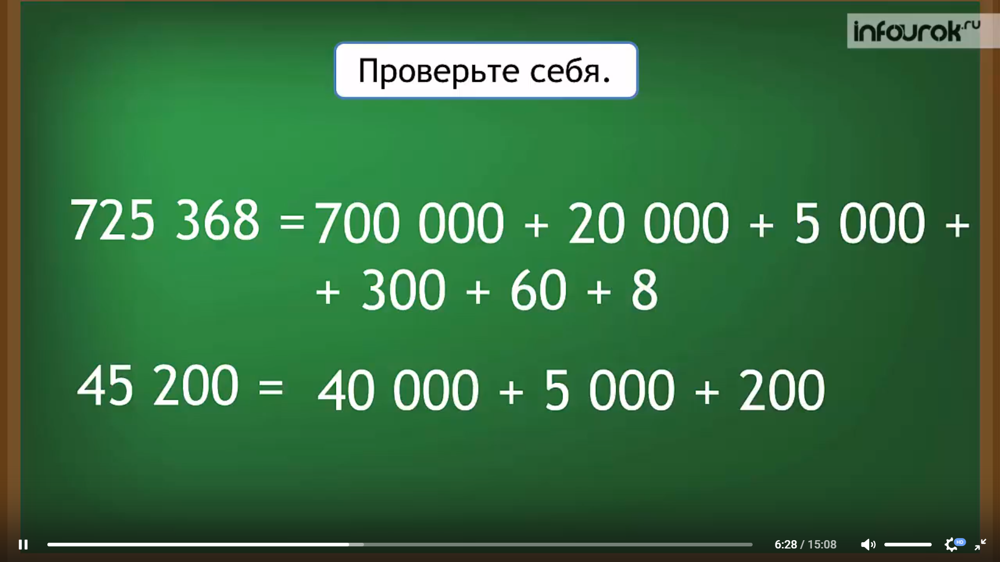 infourok.ru
Проверьте себя.
725 368 = 700 000 + 20 000 + 5 000 +
+ 300 + 60 + 8
45 200 = 40 000 + 5 000 + 200
6:28 / 15:08
HD